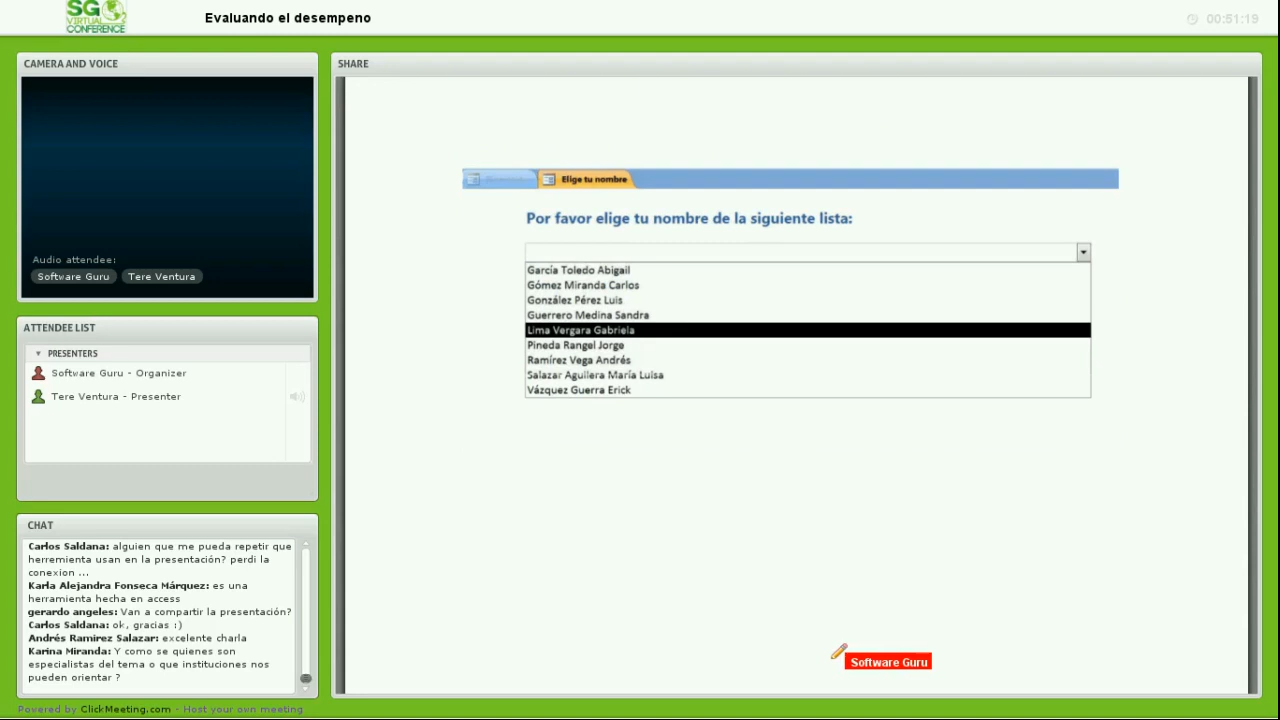 SG
VIRTUAL
CONFERENCE
Evaluando el desempeno
00:51:19
CAMERA AND VOICE
Audio attendee:
Software Guru
Tere Ventura
ATTENDEE LIST
PRESENTERS
Software Guru - Organizer
Tere Ventura - Presenter
CHAT
Carlos Saldana: alguien que me pueda repetir que
herremienta usan en la presentación? perdi la
conexion ...
Karla Alejandra Fonseca Márquez: es una
herramienta hecha en access
gerardo angeles: Van a compartir la presentación?
Carlos Saldana: ok, gracias :)
Andrés Ramirez Salazar: excelente charla
Karina Miranda: Y como se quienes son
especialistas del tema o que instituciones nos
pueden orientar ?
Powered by ClickMeeting.com - Host your own meeting
SHARE
Elige tu nombre
Por favor elige tu nombre de la siguiente lista:
García Toledo Abigail
Gómez Miranda Carlos
González Pérez Luis
Guerrero Medina Sandra
Lima Vergara Gabriela
Pineda Rangel Jorge
Ramírez Vega Andrés
Salazar Aguilera María Luisa
Vázquez Guerra Erick
Software Guru